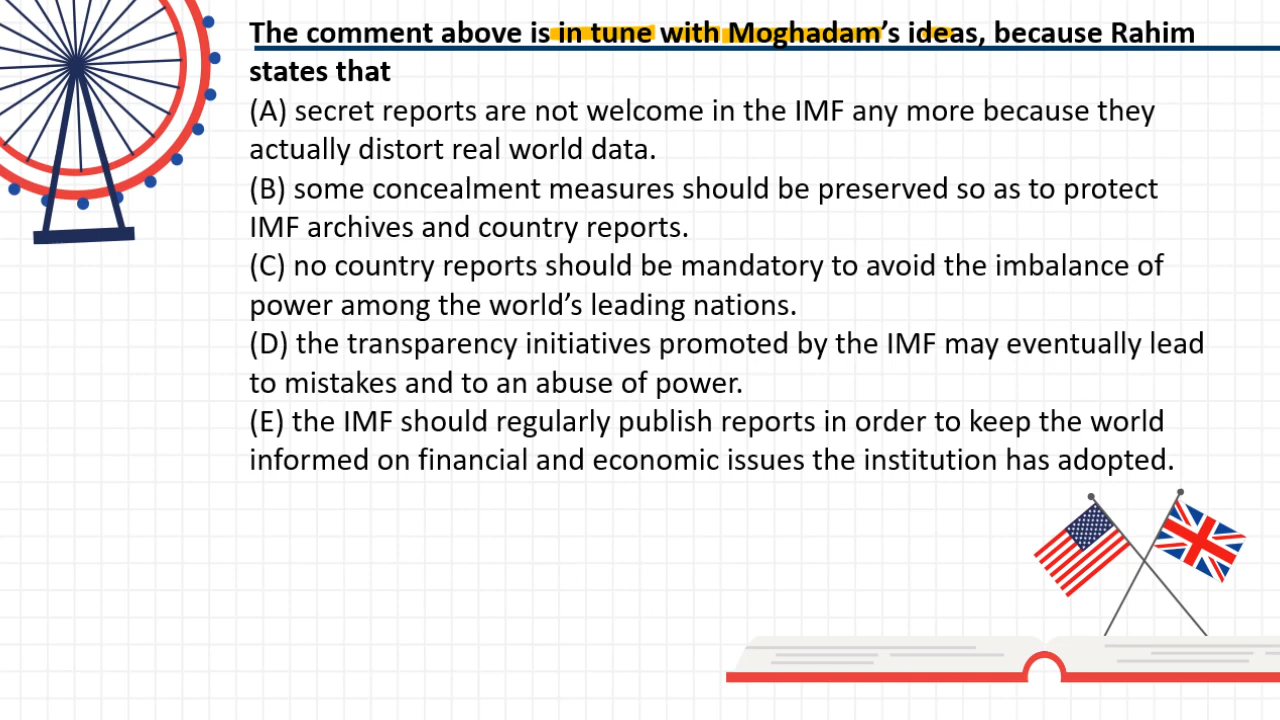 The comment above is in tune with Moghadam’s ideas, because Rahim
states that
(A) secret reports are not welcome in the IMF any more because they
actually distort real world data.
(B) some concealment measures should be preserved so as to protect
IMF archives and country reports.
(C) no country reports should be mandatory to avoid the imbalance of
power among the world’s leading nations.
(D) the transparency initiatives promoted by the IMF may eventually lead
to mistakes and to an abuse of power.
(E) the IMF should regularly publish reports in order to keep the world
informed on financial and economic issues the institution has adopted.